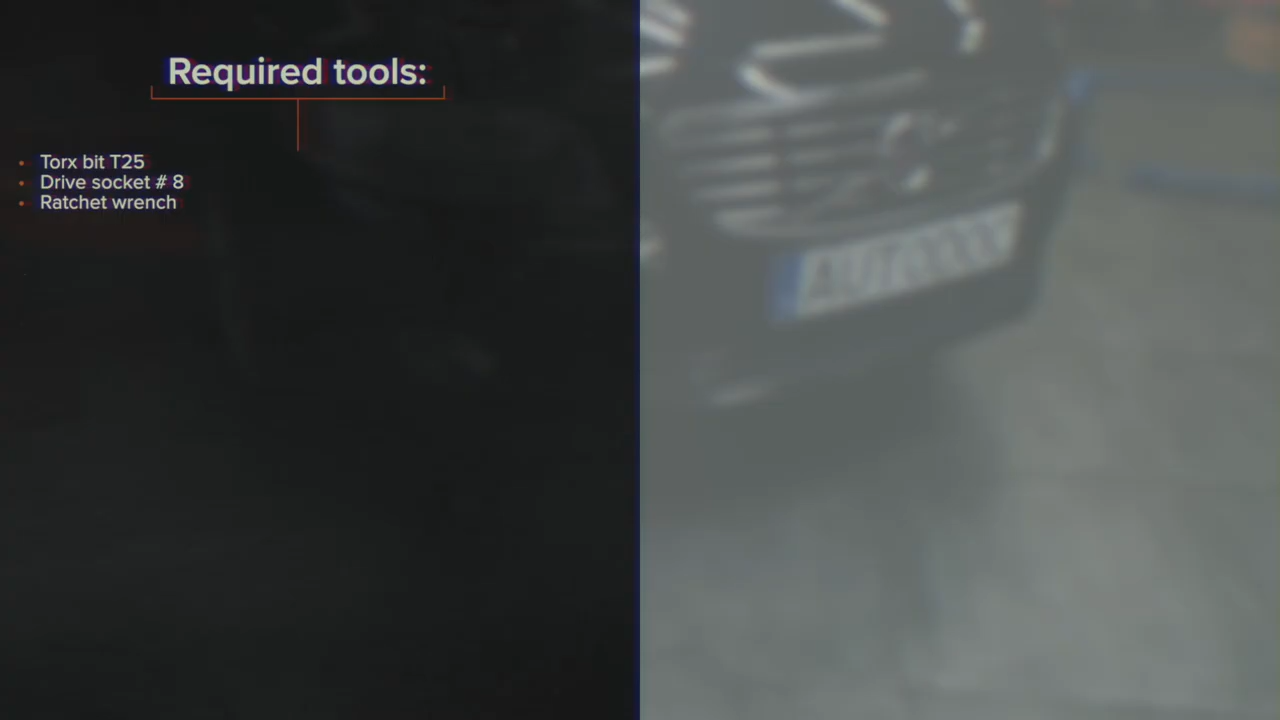 Required tools:
• Torx bit T25
• Drive socket # 8
• Ratchet wrench